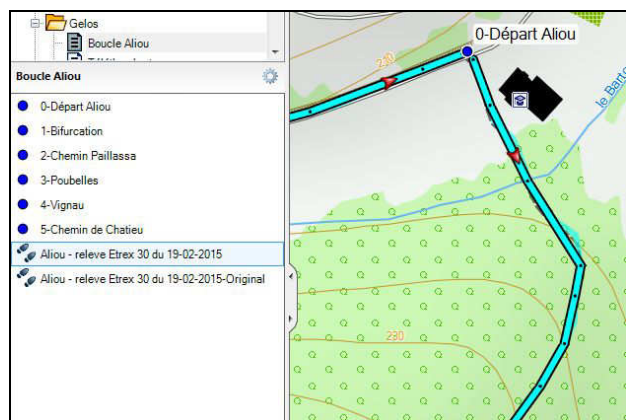 Gelos
Boucle Aliou
Boucle Aliou
0-Départ Aliou
1-Bifurcation
2-Chemin Paillassa
3-Poubelles
4-Vignau
5-Chemin de Chatieu
Aliou - releve Etrex 30 du 19-02-2015
Aliou - releve Etrex 30 du 19-02-2015-Original
0-Départ Aliou
le Barto
230